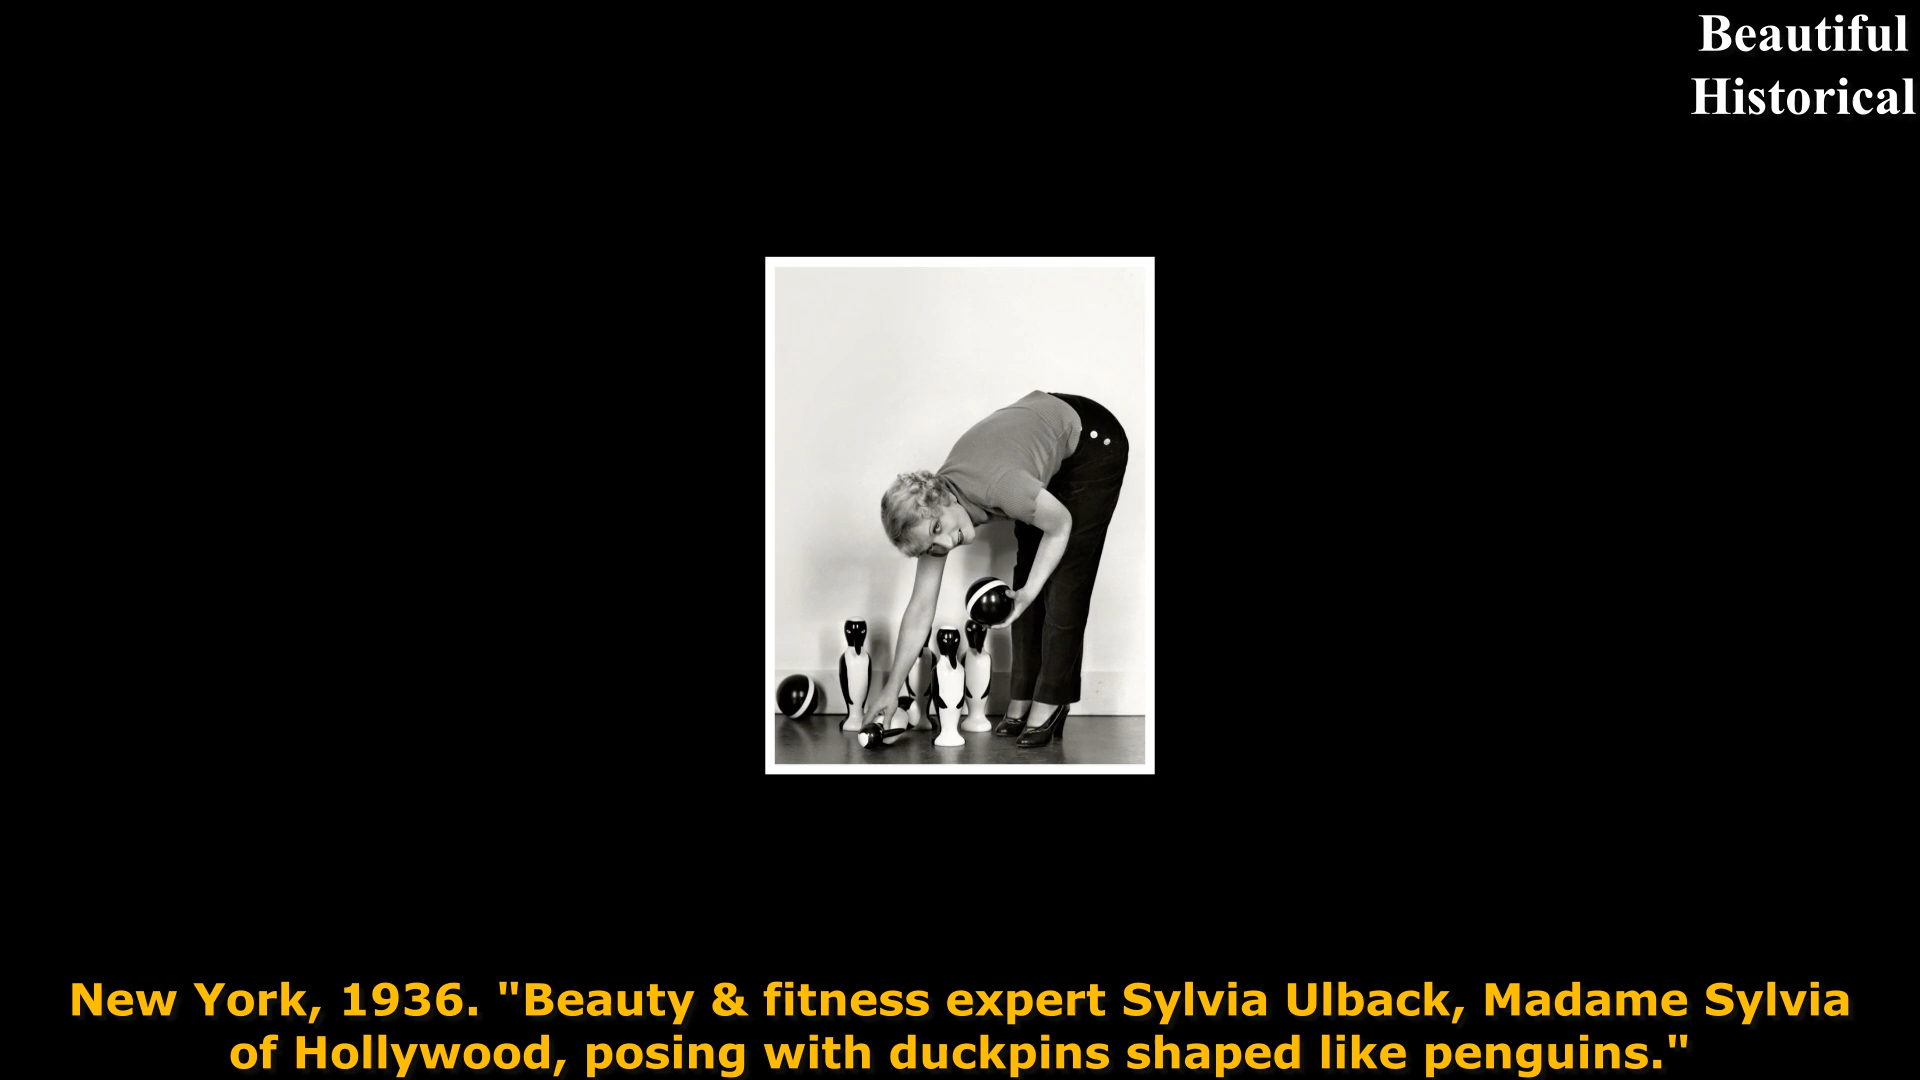 Beautiful
Historical
New York, 1936. "Beauty & fitness expert Sylvia Ulback, Madame Sylvia
of Hollywood, posing with duckpins shaped like penguins."